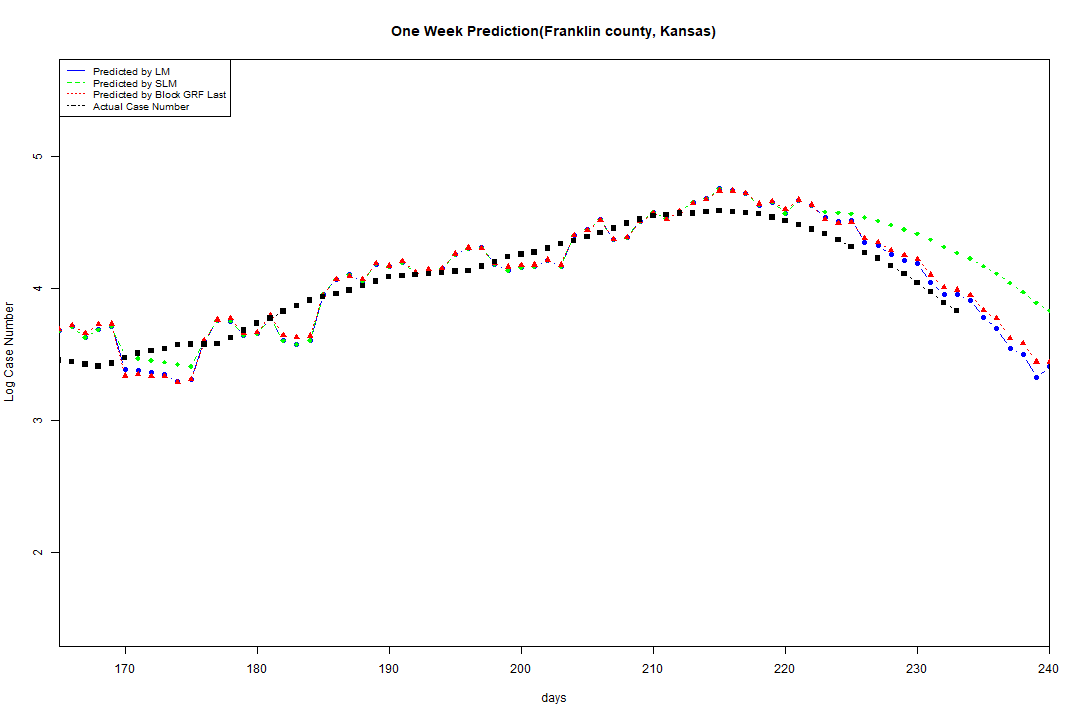 One Week Prediction(Franklin county, Kansas)
Predicted by LM
Predicted by SLM
Predicted by Block GRF Last
Actual Case Number
Log Case Number
5
4
3
2
170 180 190 200 210 220 230 240
days